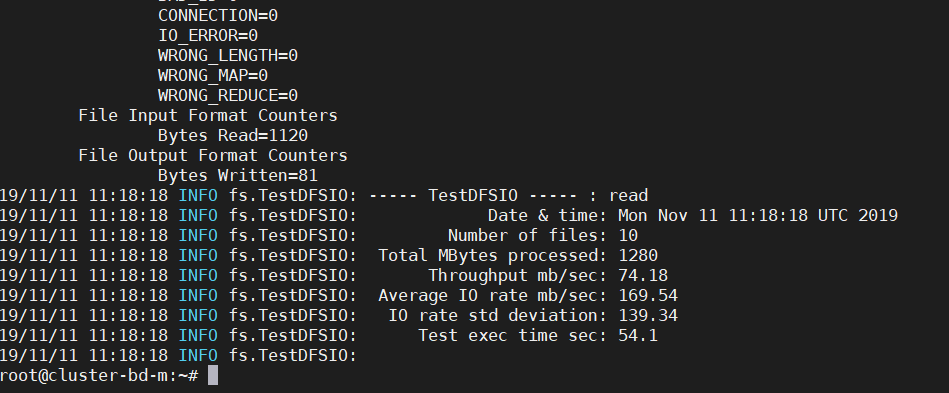 CONNECTION=0
IO_ERROR=0
WRONG_LENGTH=0
WRONG_MAP=0
WRONG_REDUCE=0
File Input Format Counters
Bytes Read=1120
File Output Format Counters
Bytes Written=81
19/11/11 11:18:18 INFO fs.TestDFSIO: ----- TestDFSIO ----- : read
19/11/11 11:18:18 INFO fs.TestDFSIO: Date & time: Mon Nov 11 11:18:18 UTC 2019
19/11/11 11:18:18 INFO fs.TestDFSIO: Number of files: 10
19/11/11 11:18:18 INFO fs.TestDFSIO: Total MBytes processed: 1280
19/11/11 11:18:18 INFO fs.TestDFSIO: Throughput mb/sec: 74.18
19/11/11 11:18:18 INFO fs.TestDFSIO: Average IO rate mb/sec: 169.54
19/11/11 11:18:18 INFO fs.TestDFSIO: IO rate std deviation: 139.34
19/11/11 11:18:18 INFO fs.TestDFSIO: Test exec time sec: 54.1
19/11/11 11:18:18 INFO fs.TestDFSIO:
root@cluster-bd-m:~#